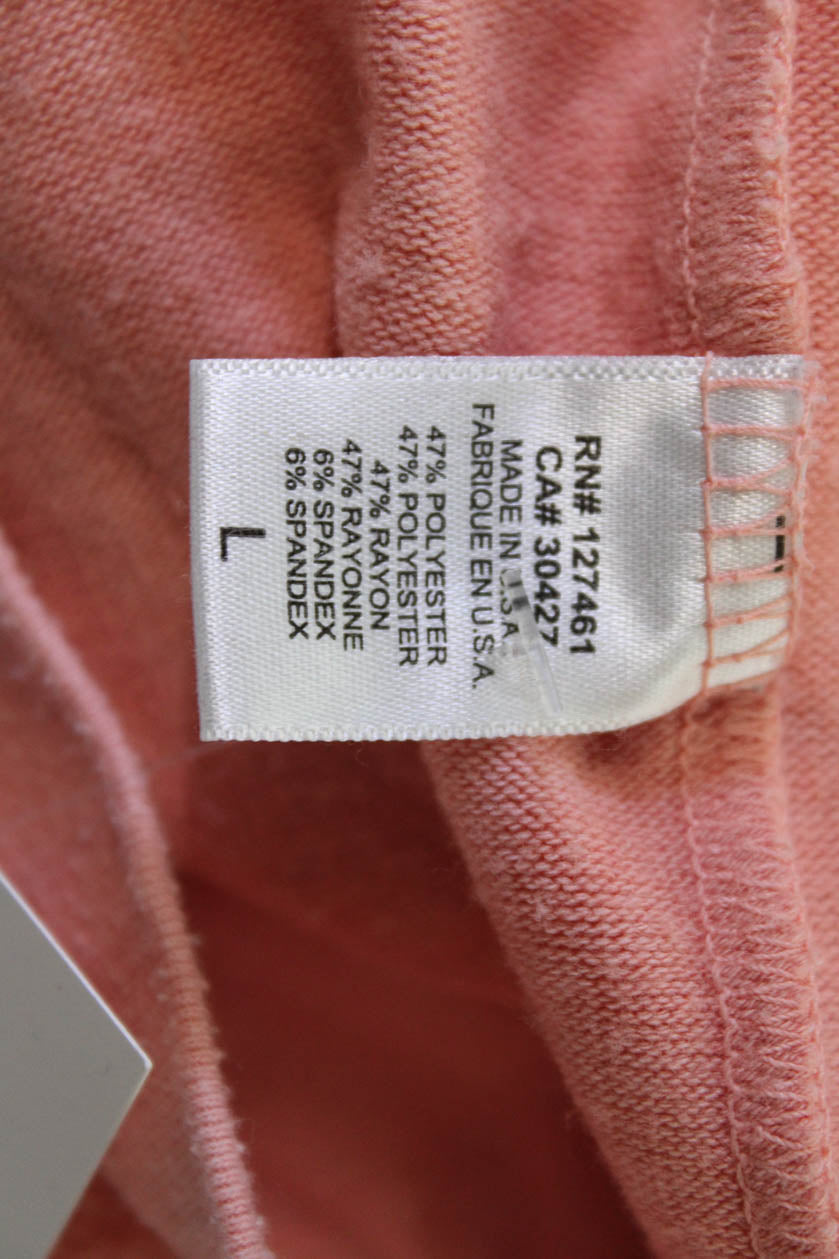 RN# 127461
CA# 30427
MADE IN U.S.A.
FABRIQUE EN U.S.A.
47% POLYESTER
47% POLYESTER
47% RAYON
47% RAYONNE
6% SPANDEX
6% SPANDEX
L